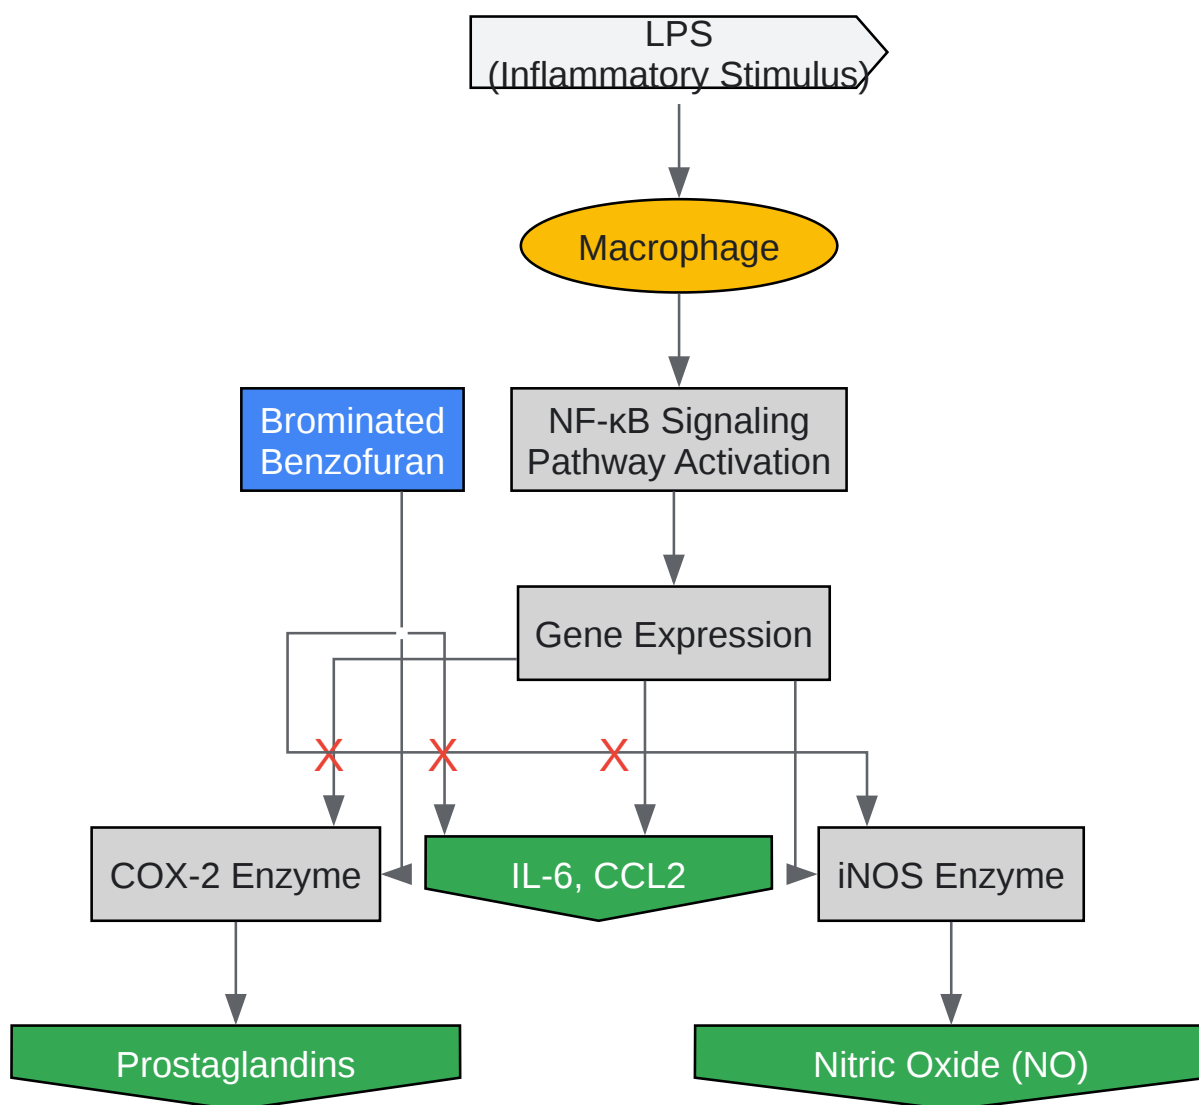 LPS
(Inflammatory Stimulus)
Macrophage
Brominated
Benzofuran
NF-κB Signaling
Pathway Activation
Gene Expression
X X X
COX-2 Enzyme
IL-6, CCL2
iNOS Enzyme
Prostaglandins
Nitric Oxide (NO)